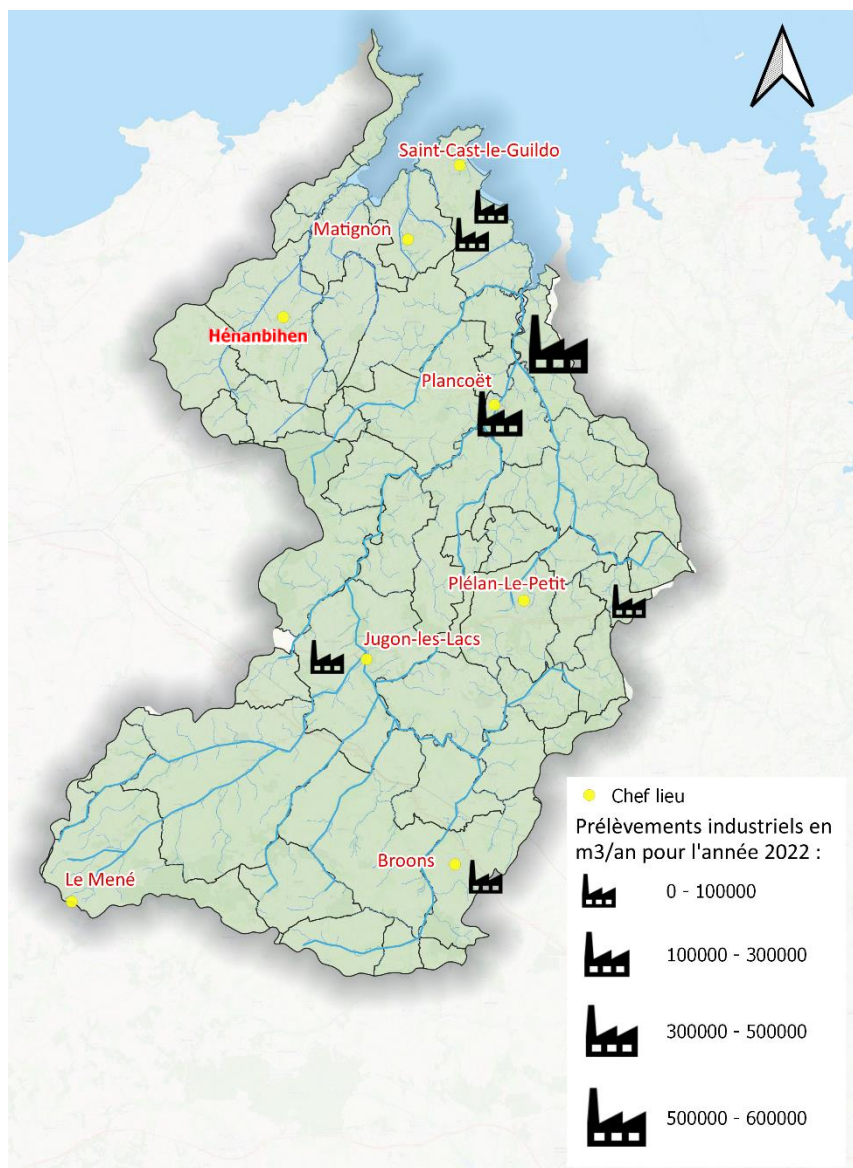 Saint-Cast-le-Guildo
Matignon
Hénanbihen
Plancoët
Plélan-Le-Petit
Jugon-les-Lacs
Broons
Le Mené
Chef lieu
Prélèvements industriels en
m3/an pour l'année 2022 :
0 - 100000
100000 - 300000
300000 - 500000
500000 - 600000